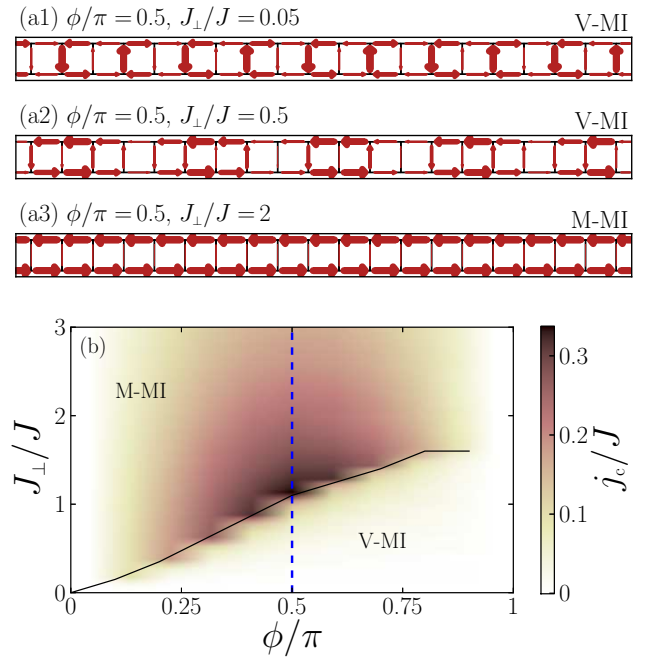 (a1) ϕ/π = 0.5, J⊥/J = 0.05 V-MI
(a2) ϕ/π = 0.5, J⊥/J = 0.5 V-MI
(a3) ϕ/π = 0.5, J⊥/J = 2 M-MI
(b)
M-MI
V-MI
3
2
1
0
J⊥/J
0 0.25 0.5 0.75 1
ϕ/π
0.3
0.2
0.1
0
j_c/J